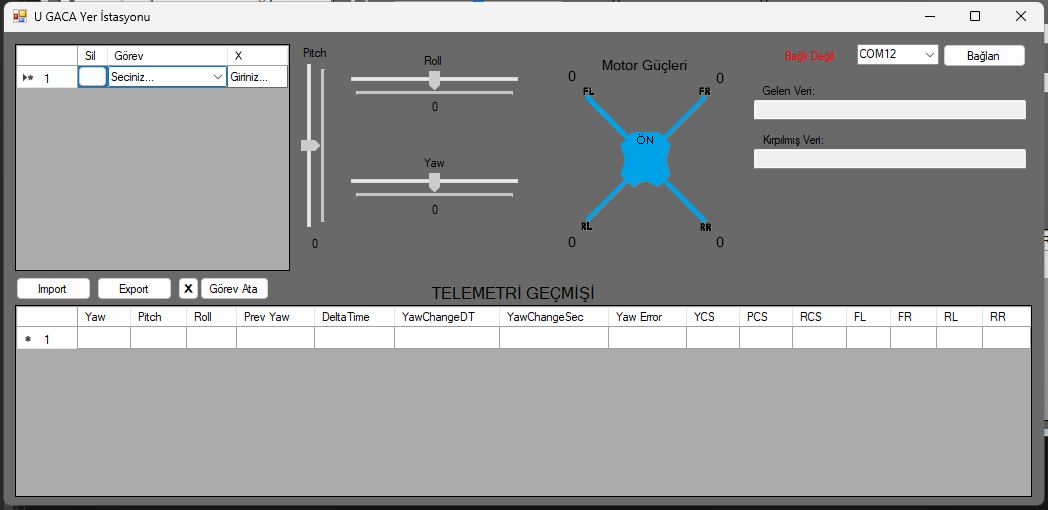 U GACA Yer İstasyonu
Sil Görev X
1 Seciniz... Giriniz...
Pitch
0
Roll
0
Yaw
0
Motor Güçleri
0 0
FL FR
ÖN
RL RR
0 0
Bağlı Değil COM12 Bağlan
Gelen Veri:
Kırpılmış Veri:
Import Export X Görev Ata
TELEMETRİ GEÇMİŞİ
Yaw Pitch Roll Prev Yaw DeltaTime YawChangeDT YawChangeSec Yaw Error YCS PCS RCS FL FR RL RR
1